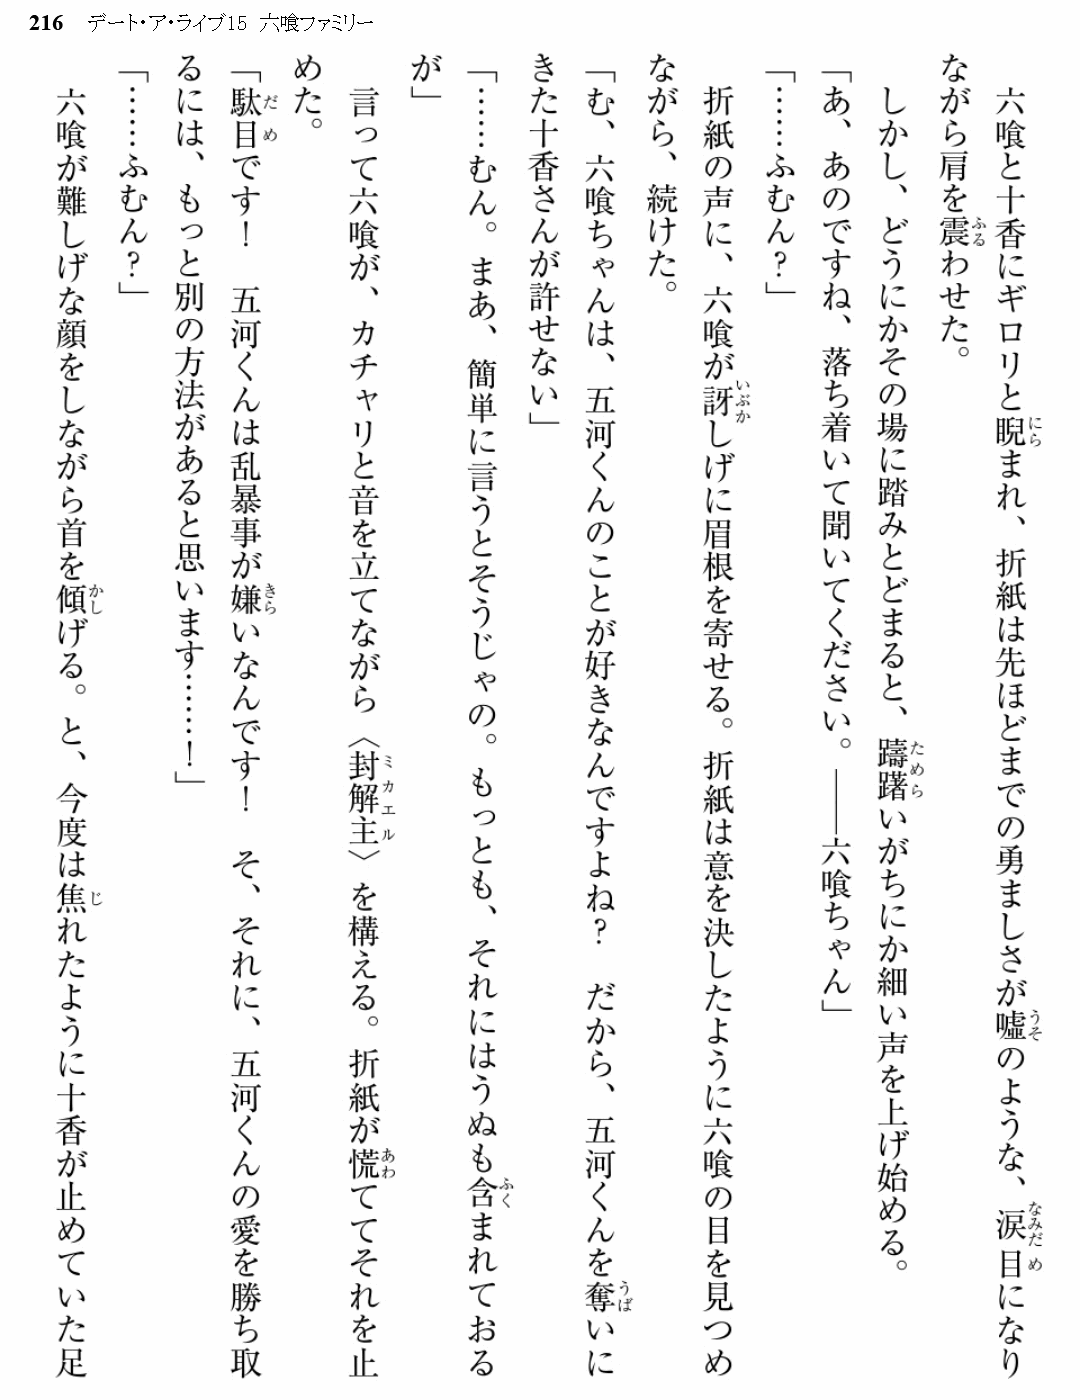 216 デート・ア・ライブ15 六喰ファミリー
六喰と十香にギロリと睨まれ、折紙は先ほどまでの勇ましさが嘘のような、涙目になり
ながら肩を震わせた。
しかし、どうにかその場に踏みとどまると、躊躇いがちにか細い声を上げ始める。
「あ、あのですね、落ち着いて聞いてください。――六喰ちゃん」
「……ふむん？」
折紙の声に、六喰が訝しげに眉根を寄せる。折紙は意を決したように六喰の目を見つめ
ながら、続けた。
「む、六喰ちゃんは、五河くんのことが好きなんですよね？　だから、五河くんを奪いに
きた十香さんが許せない」
「……むん。まあ、簡単に言うとそうじゃの。もっとも、それにはうぬも含まれておる
が」
言って六喰が、カチャリと音を立てながら〈封解主〉を構える。折紙が慌ててそれを止
めた。
「駄目です！　五河くんは乱暴事が嫌いなんです！　そ、それに、五河くんの愛を勝ち取
るには、もっと別の方法があると思います……！」
「……ふむん？」
六喰が難しげな顔をしながら首を傾げる。と、今度は焦れたように十香が止めていた足